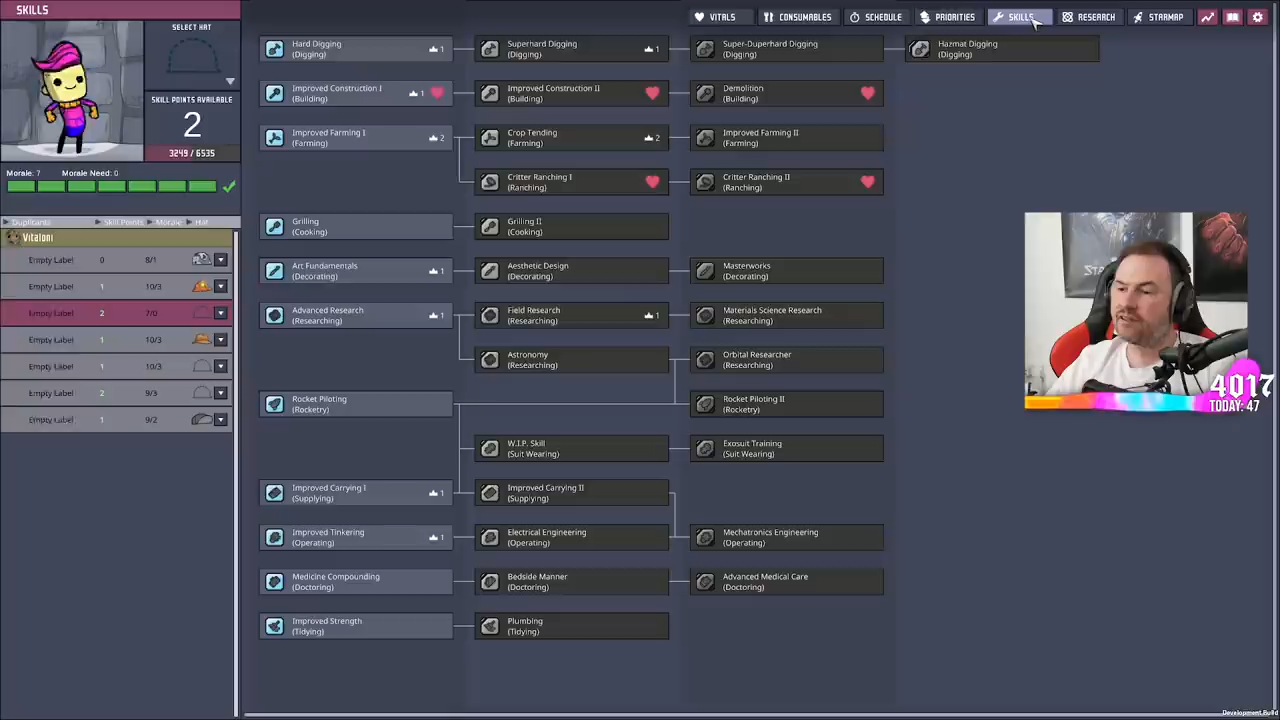 SKILLS
SELECT HAT
SKILL POINTS AVAILABLE
2
3249 / 6535
Morale: 7 Morale Need: 0
Duplicants Skill Points Morale Hat
Vitaloni
Empty Label 0 8/1
Empty Label 1 10/3
Empty Label 2 7/0
Empty Label 1 10/3
Empty Label 1 10/3
Empty Label 2 9/3
Empty Label 1 9/2
VITALS CONSUMABLES SCHEDULE PRIORITIES SKILLS RESEARCH STARMAP
Hard Digging
(Digging)
1
Superhard Digging
(Digging)
1
Super-Duperhard Digging
(Digging)
Hazmat Digging
(Digging)
Improved Construction I
(Building)
1
Improved Construction II
(Building)
Demolition
(Building)
Improved Farming I
(Farming)
2
Crop Tending
(Farming)
2
Improved Farming II
(Farming)
Critter Ranching I
(Ranching)
Critter Ranching II
(Ranching)
Grilling
(Cooking)
Grilling II
(Cooking)
Art Fundamentals
(Decorating)
1
Aesthetic Design
(Decorating)
Masterworks
(Decorating)
Advanced Research
(Researching)
1
Field Research
(Researching)
1
Materials Science Research
(Researching)
Astronomy
(Researching)
Orbital Researcher
(Researching)
Rocket Piloting
(Rocketry)
Rocket Piloting II
(Rocketry)
W.I.P. Skill
(Suit Wearing)
Exosuit Training
(Suit Wearing)
Improved Carrying I
(Supplying)
1
Improved Carrying II
(Supplying)
Improved Tinkering
(Operating)
1
Electrical Engineering
(Operating)
Mechatronics Engineering
(Operating)
Medicine Compounding
(Doctoring)
Bedside Manner
(Doctoring)
Advanced Medical Care
(Doctoring)
Improved Strength
(Tidying)
Plumbing
(Tidying)
4017
TODAY: 47
Development Build